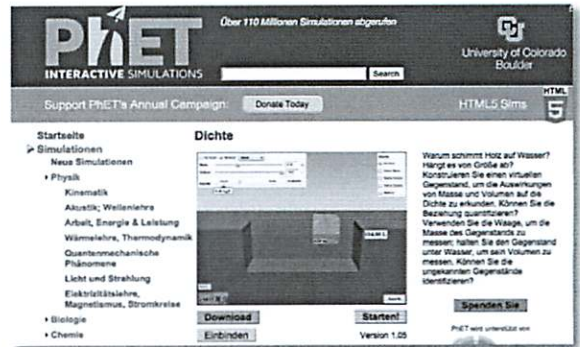 Über 110 Millionen Simulationen abgerufen
PhET
INTERACTIVE SIMULATIONS
Search
University of Colorado
Boulder
Support PhET's Annual Campaign:
Donate Today
HTML5 Sims
HTML
5
Startseite
Simulationen
Neue Simulationen
Physik
Kinematik
Akustik; Wellenlehre
Arbeit, Energie & Leistung
Wärmelehre, Thermodynamik
Quantenmechanische
Phänomene
Licht und Strahlung
Elektrizitätslehre,
Magnetismus, Stromkreise
Biologie
Chemie
Dichte
Download
Starten!
Einbinden
Version 1.05
Warum schimmt Holz auf Wasser?
Hängt es von Größe ab?
Konstruieren Sie einen virtuellen
Gegenstand, um die Auswirkungen
von Masse und Volumen auf die
Dichte zu erkunden, Können Sie die
Beziehung quantifizieren?
Verwenden Sie die Waage, um die
Masse des Gegenstands zu
messen; halten Sie den Gegenstand
unter Wasser, um sein Volumen zu
messen, Können Sie die
ungekannten Gegenstände
identifizieren?
Spenden Sie
PhET wird unterstützt von